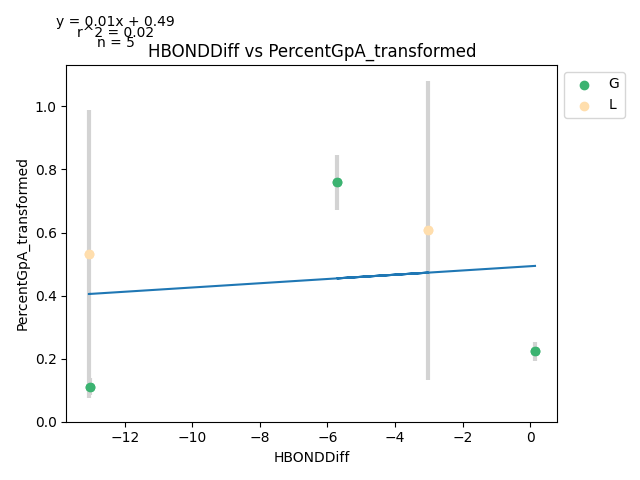 y = 0.01x + 0.49
r^2 = 0.02
n = 5
HBONDDiff vs PercentGpA_transformed
G
L
1.0
0.8
0.6
0.4
0.2
0.0
PercentGpA_transformed
−12
−10
−8
−6
−4
−2
0
HBONDDiff